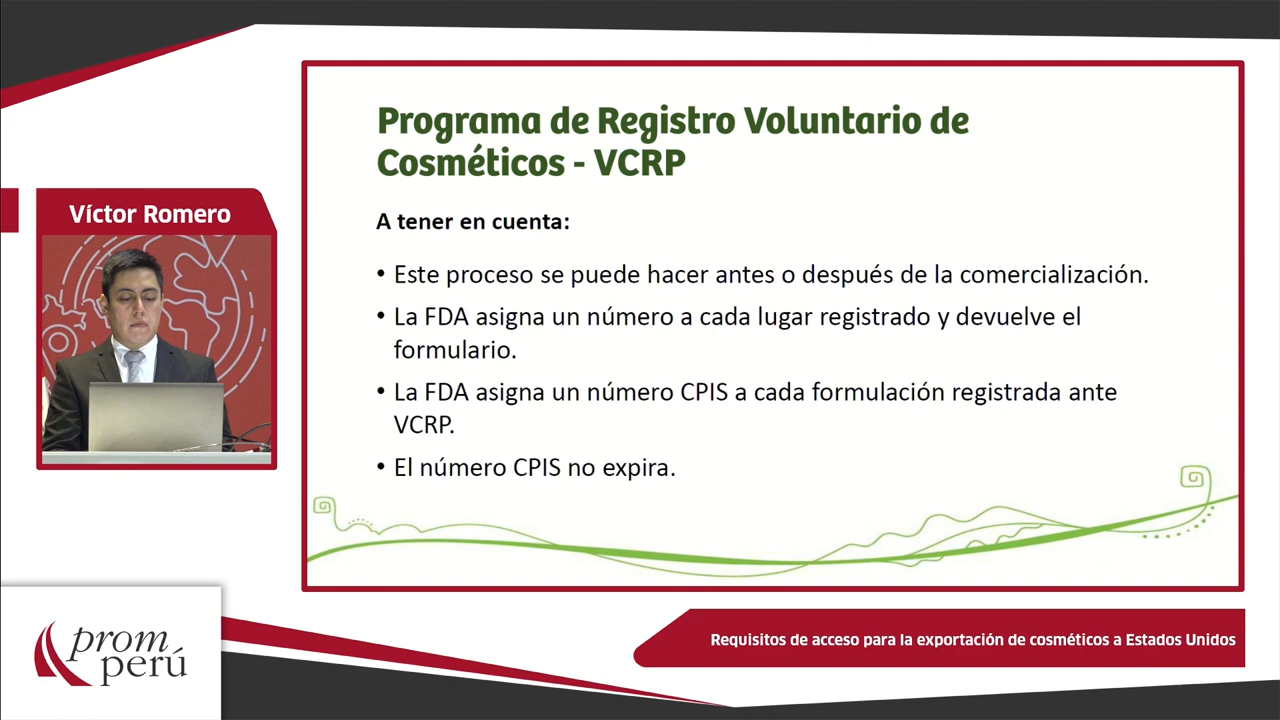 Programa de Registro Voluntario de
Cosméticos - VCRP
Víctor Romero
A tener en cuenta:
• Este proceso se puede hacer antes o después de la comercialización.
• La FDA asigna un número a cada lugar registrado y devuelve el
formulario.
• La FDA asigna un número CPIS a cada formulación registrada ante
VCRP.
• El número CPIS no expira.
prom
perú
Requisitos de acceso para la exportación de cosméticos a Estados Unidos